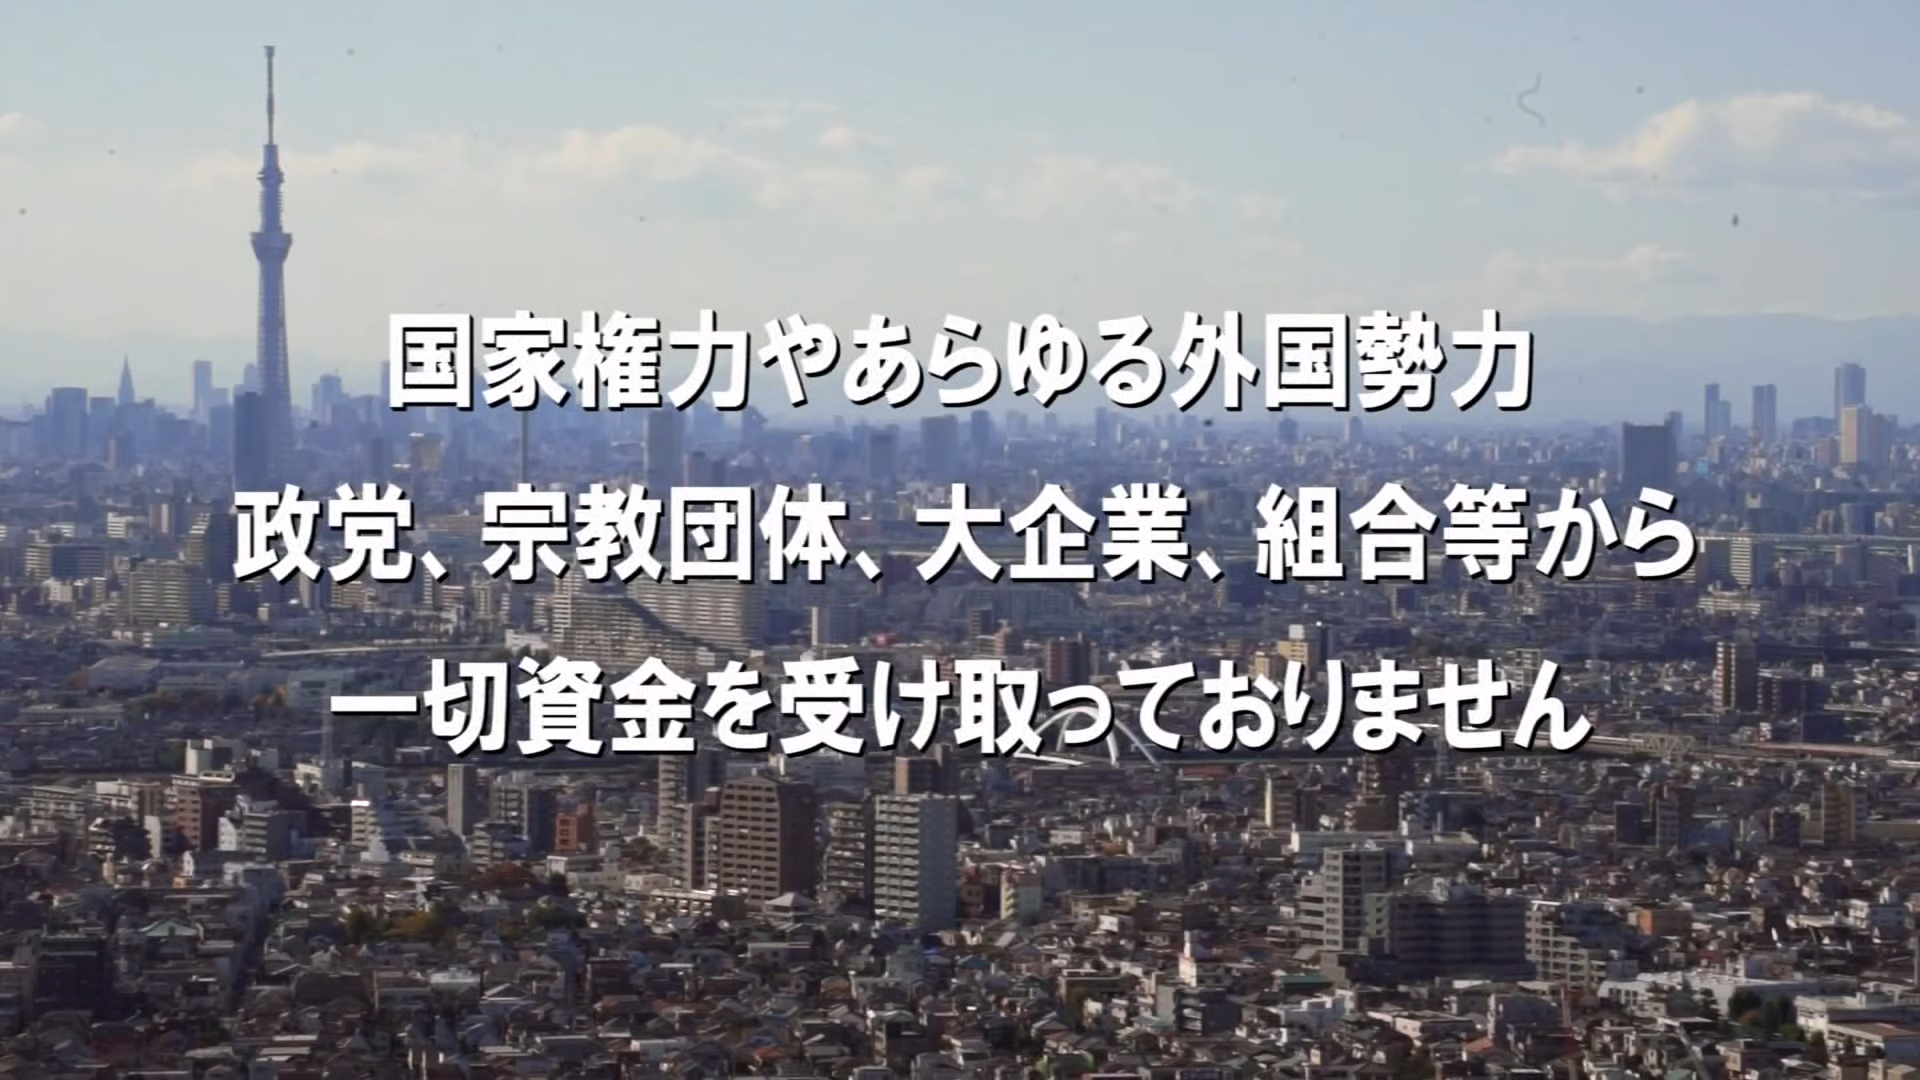 国家権力やあらゆる外国勢力
政党、宗教団体、大企業、組合等から
一切資金を受け取っておりません